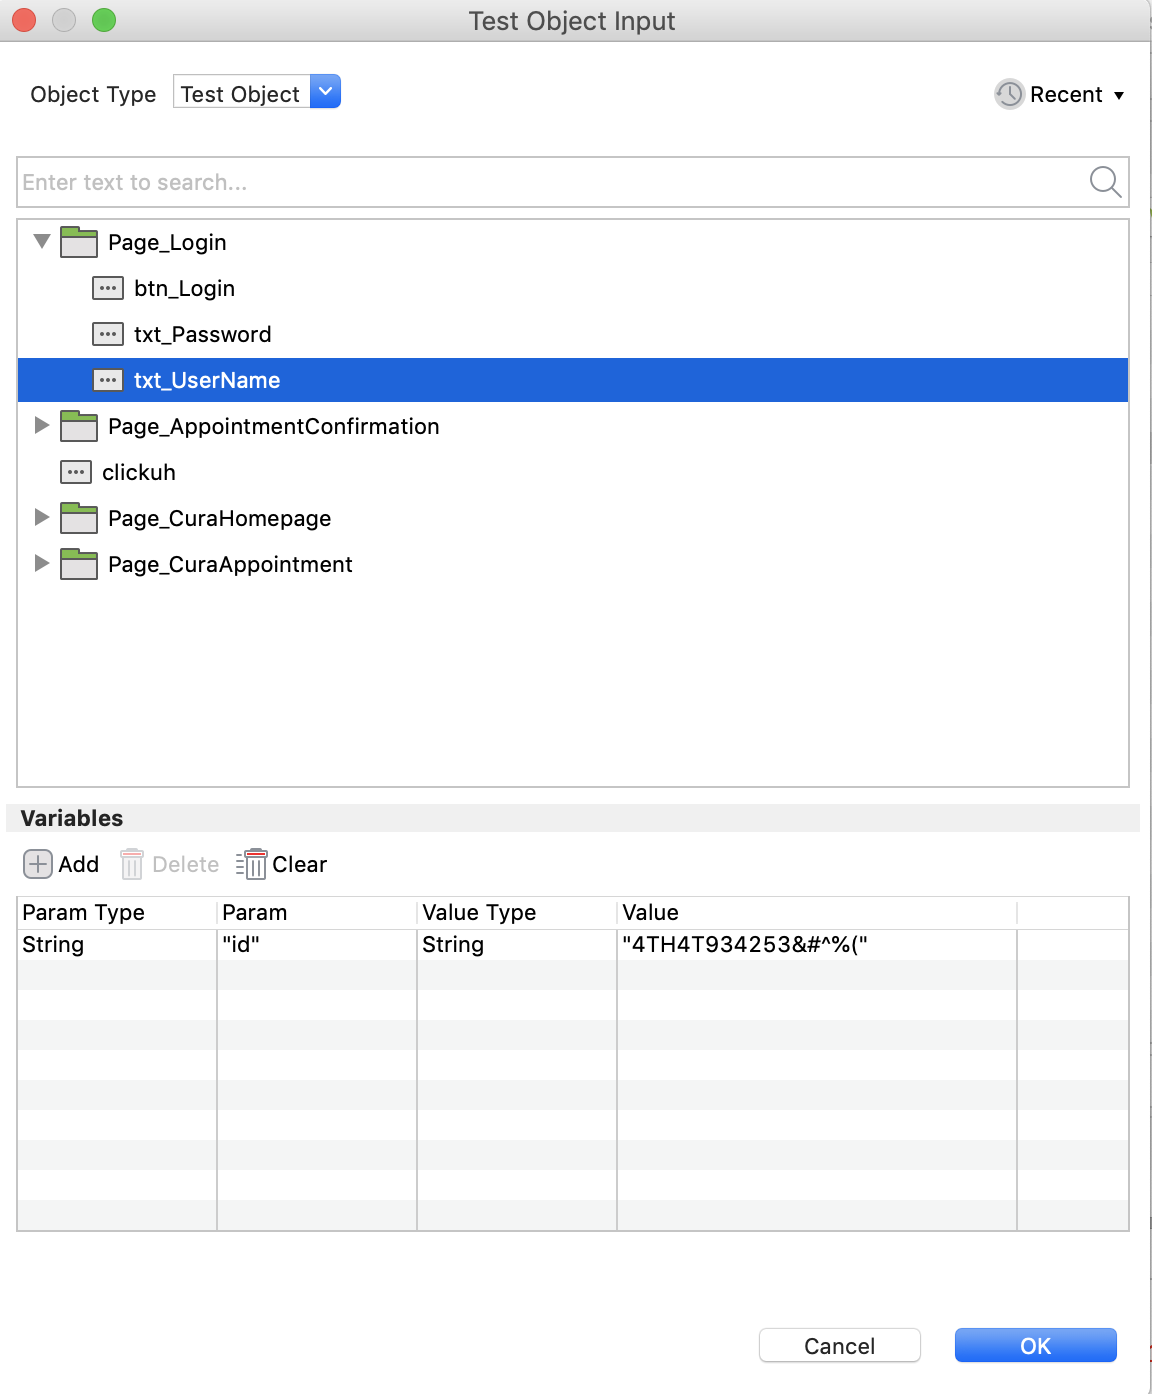 Test Object Input
Object Type Test Object Recent
Enter text to search...
Page_Login
btn_Login
txt_Password
txt_UserName
Page_AppointmentConfirmation
clickuh
Page_CuraHomepage
Page_CuraAppointment
Variables
Add Delete Clear
Param Type Param Value Type Value
String "id" String "4TH4T934253&#^%("
Cancel OK